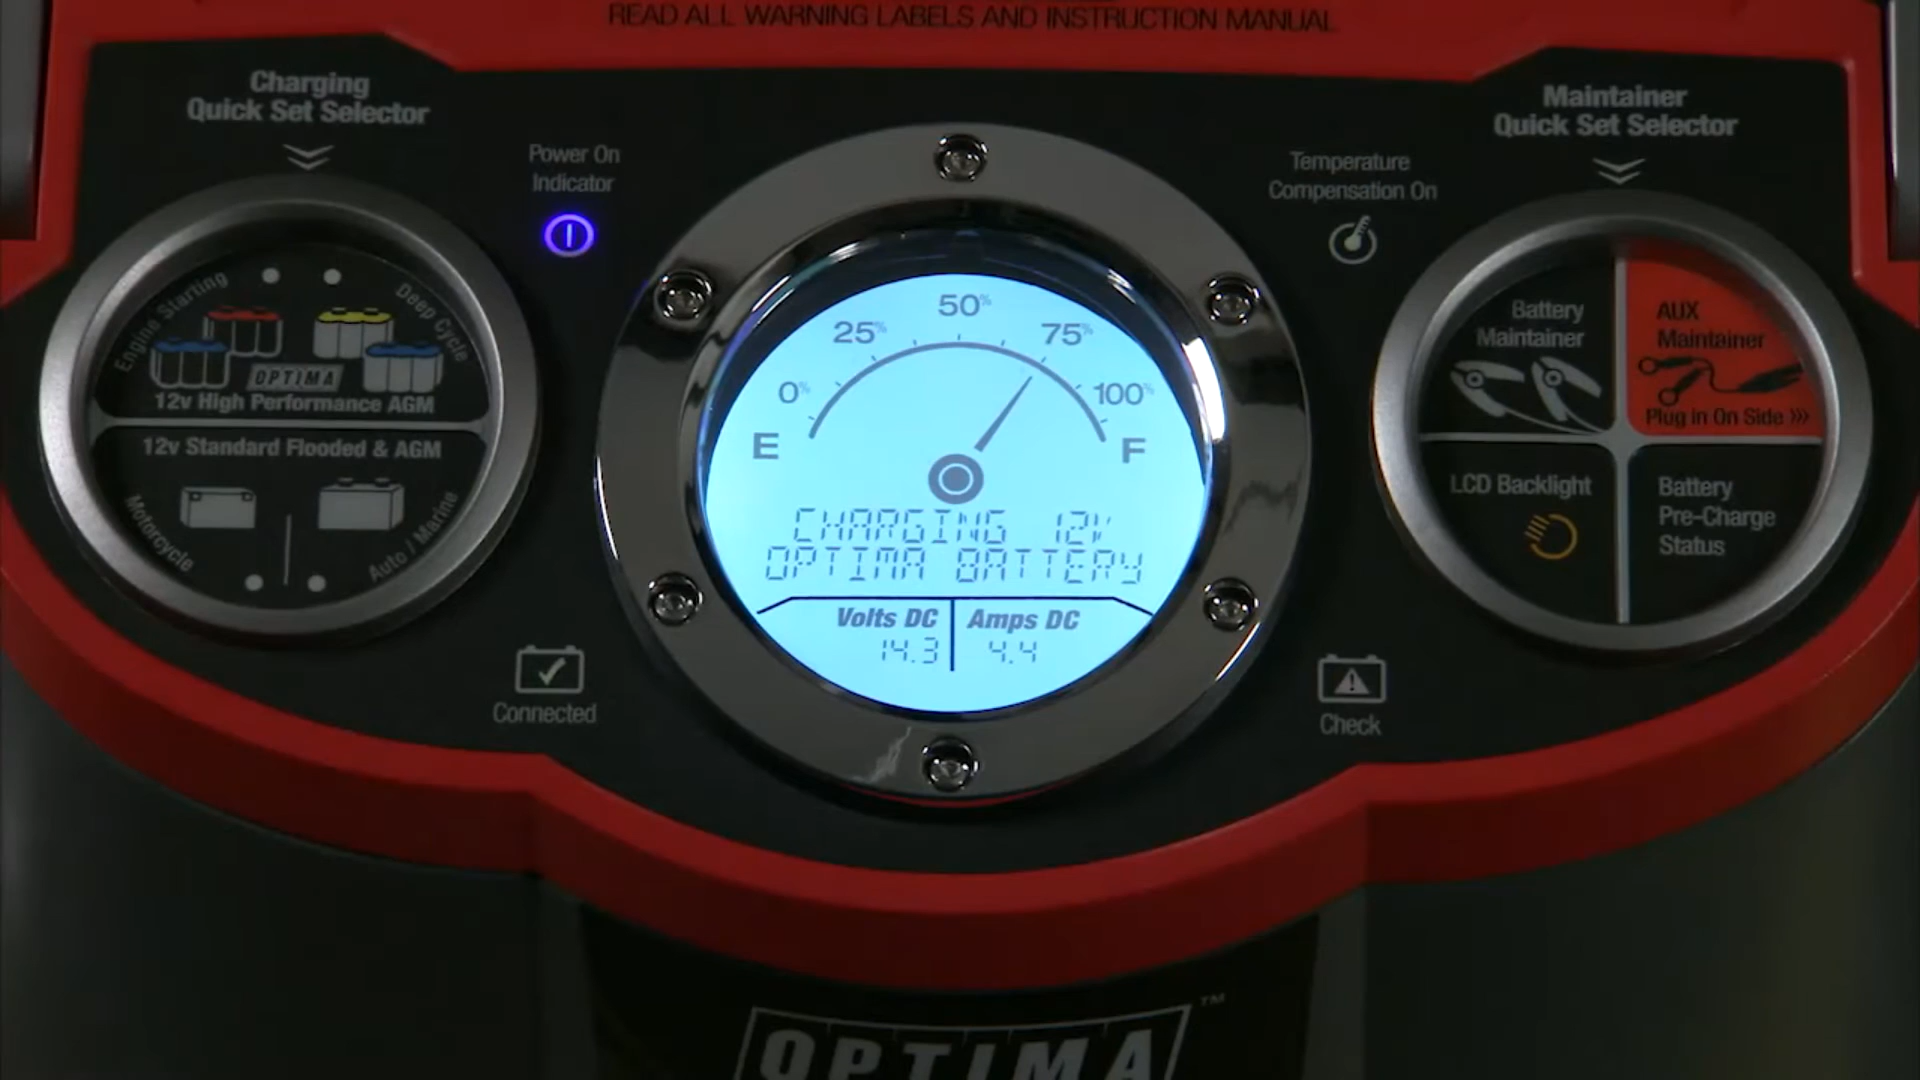 READ ALL WARNING LABELS AND INSTRUCTION MANUAL
Charging
Quick Set Selector
Power On
Indicator
Temperature
Compensation On
Maintainer
Quick Set Selector
Engine Starting
Deep Cycle
OPTIMA
12v High Performance AGM
12v Standard Flooded & AGM
Motorcycle
Auto / Marine
0%
25%
50%
75%
100%
E
F
CHARGING 12V
OPTIMA BATTERY
Volts DC
Amps DC
14.3
4.4
Battery
Maintainer
AUX
Maintainer
Plug in On Side >>>
LCD Backlight
Battery
Pre-Charge
Status
Connected
Check
OPTIMA™